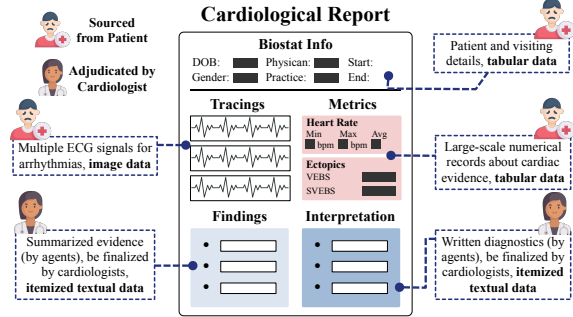 Cardiological Report
Sourced
from Patient
Adjudicated by
Cardiologist
Biostat Info
DOB: Physican: Start:
Gender: Practice: End:
Patient and visiting
details, tabular data
Tracings
Metrics
Heart Rate
Min Max Avg
bpm bpm
Ectopics
VEBS
SVEBS
Multiple ECG signals for
arrhythmias, image data
Large-scale numerical
records about cardiac
evidence, tabular data
Findings
Interpretation
Summarized evidence
(by agents), be finalized
by cardiologists,
itemized textual data
Written diagnostics (by
agents), be finalized by
cardiologists, itemized
textual data